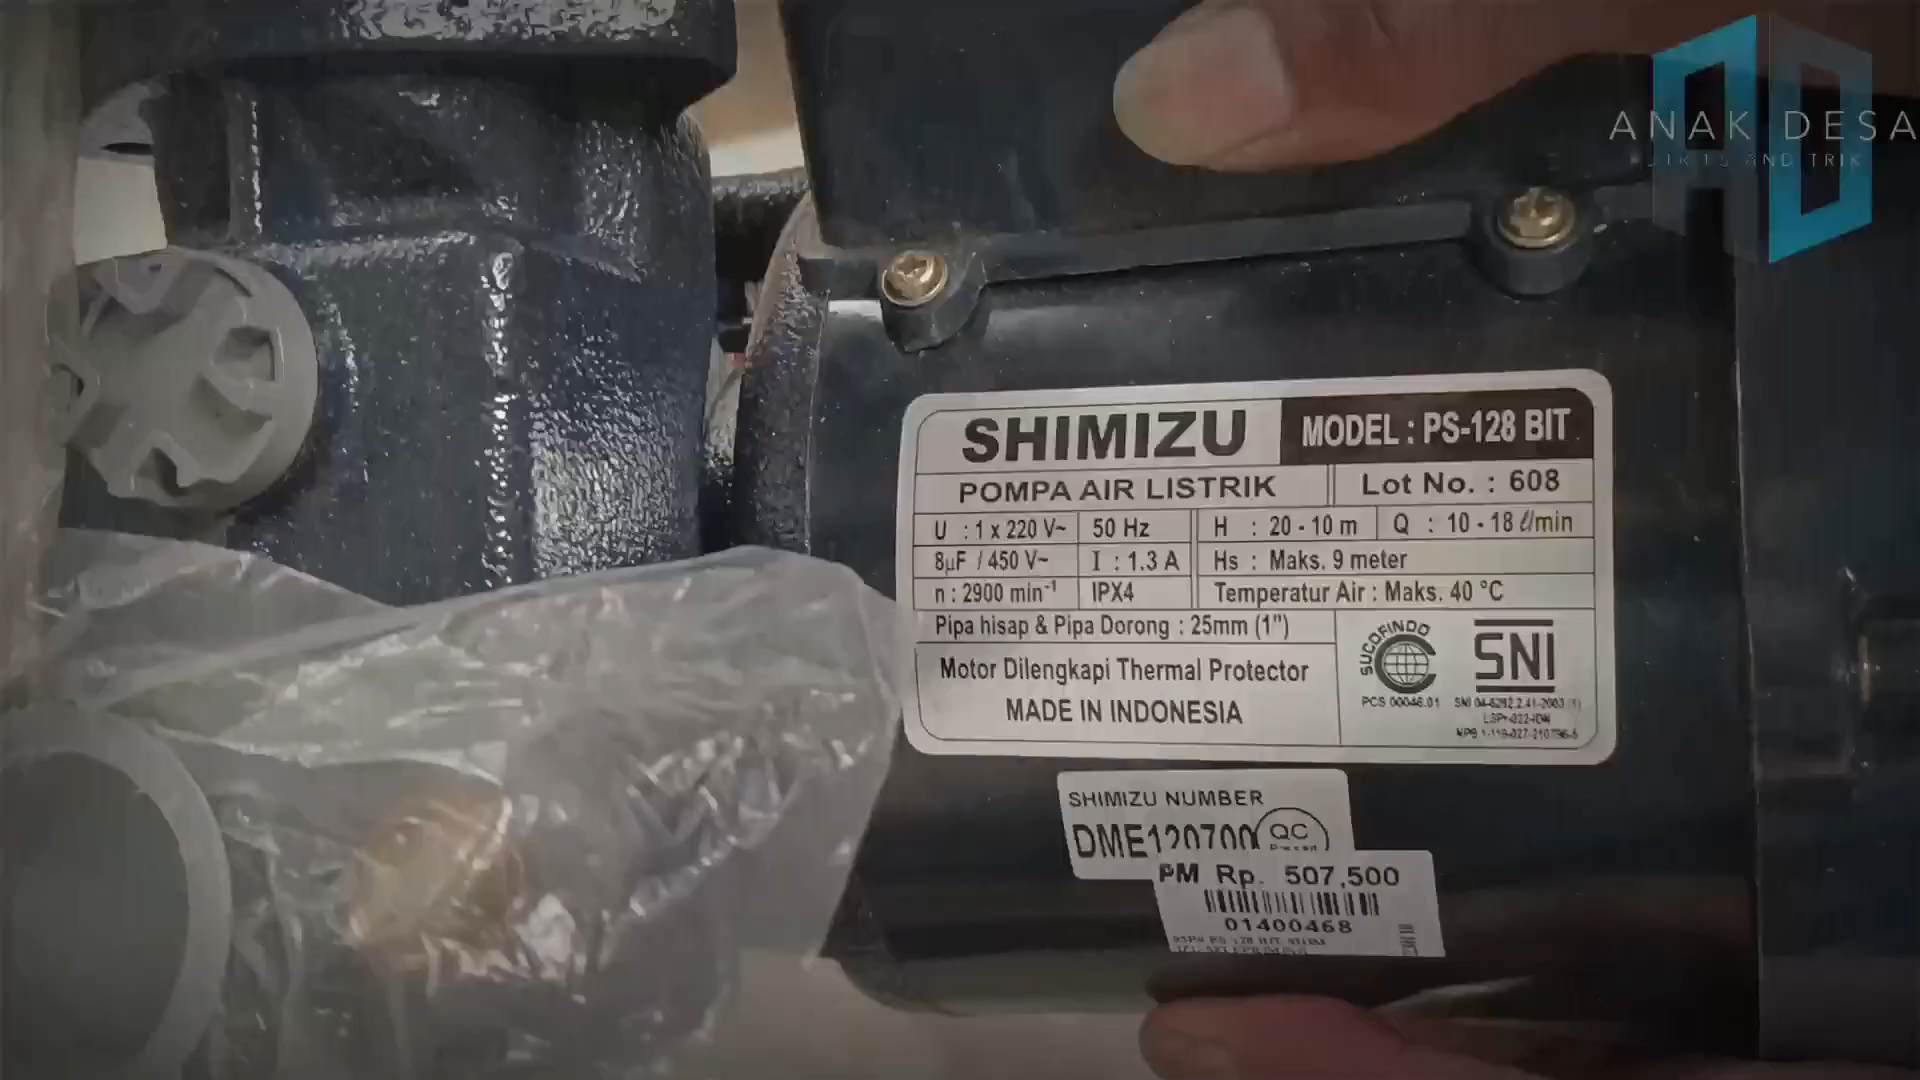 ANAK DESA
AND TRIK
SHIMIZU
MODEL : PS-128 BIT
POMPA AIR LISTRIK
Lot No. : 608
U : 1 x 220 V~
50 Hz
H : 20 - 10 m
Q : 10 - 18 ℓ/min
8µF / 450 V~
I : 1.3 A
Hs : Maks. 9 meter
n : 2900 min⁻¹
IPX4
Temperatur Air : Maks. 40 °C
Pipa hisap & Pipa Dorong : 25mm (1")
Motor Dilengkapi Thermal Protector
MADE IN INDONESIA
SUCOFINDO
PCS 00046.01
SNI
SHIMIZU NUMBER
DME120700
QC
PM Rp. 507,500
01400468